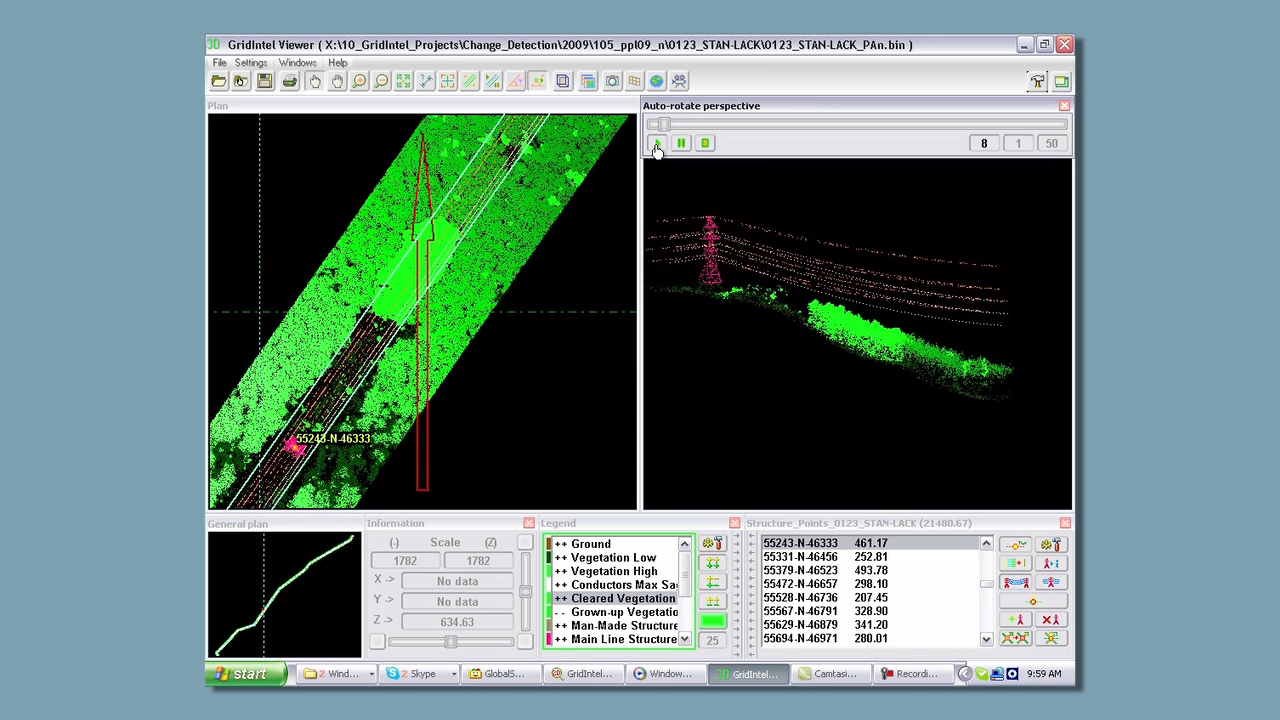 3D GridIntel Viewer ( X:\10_GridIntel_Projects\Change_Detection\2009\105_ppl09_n\0123_STAN-LACK\0123_STAN-LACK_PAn.bin )
File Settings Windows Help
Plan
Auto-rotate perspective
8 1 50
55243-N-46333
General plan
Information
(-) Scale (+)
1782 1782
X -> No data
Y -> No data
Z -> 634.63
Legend
++ Ground
++ Vegetation Low
++ Vegetation High
++ Conductors Max Sa
++ Cleared Vegetation
- - Grown-up Vegetatio
++ Man-Made Structure
++ Main Line Structure
25
Structure_Points_0123_STAN-LACK (21480.67)
55243-N-46333 461.17
55331-N-46456 252.81
55379-N-46523 493.78
55472-N-46657 298.10
55528-N-46736 207.45
55567-N-46791 328.90
55629-N-46879 341.20
55694-N-46971 280.01
start 2 Wind... 2 Skype GlobalS... GridIntel... Window... 3D GridIntel... Camtasi... Recordi... 9:59 AM